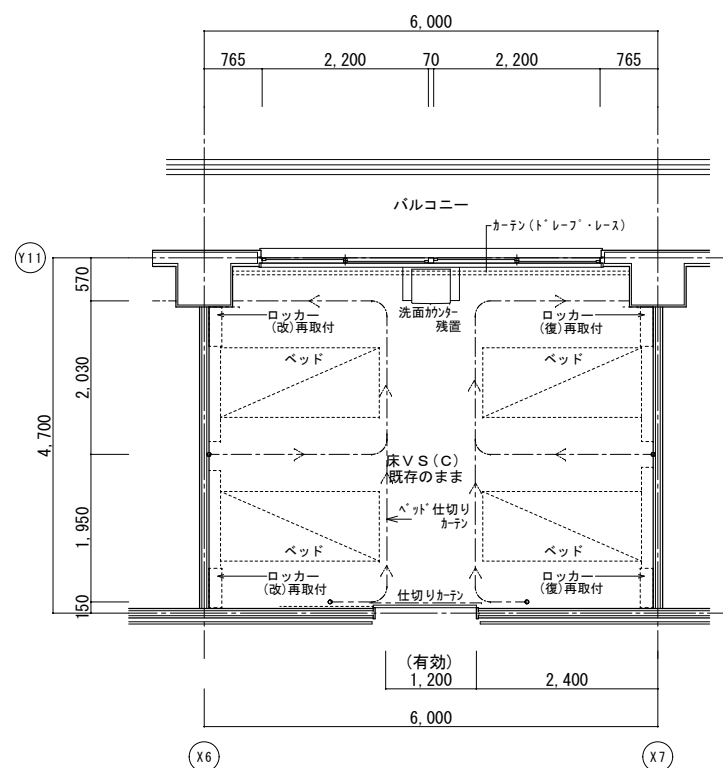 6,000
765 2,200 70 2,200 765
バルコニー
カーテン(ドレープ・レース)
Y11
570
洗面カウンター
残置
ロッカー
(改)再取付
ロッカー
(復)再取付
ベッド
ベッド
2,030
4,700
床VS(C)
既存のまま
ベッド仕切り
カーテン
1,950
ベッド
ベッド
ロッカー
(改)再取付
ロッカー
(復)再取付
仕切りカーテン
150
(有効)
1,200 2,400
6,000
X6 X7